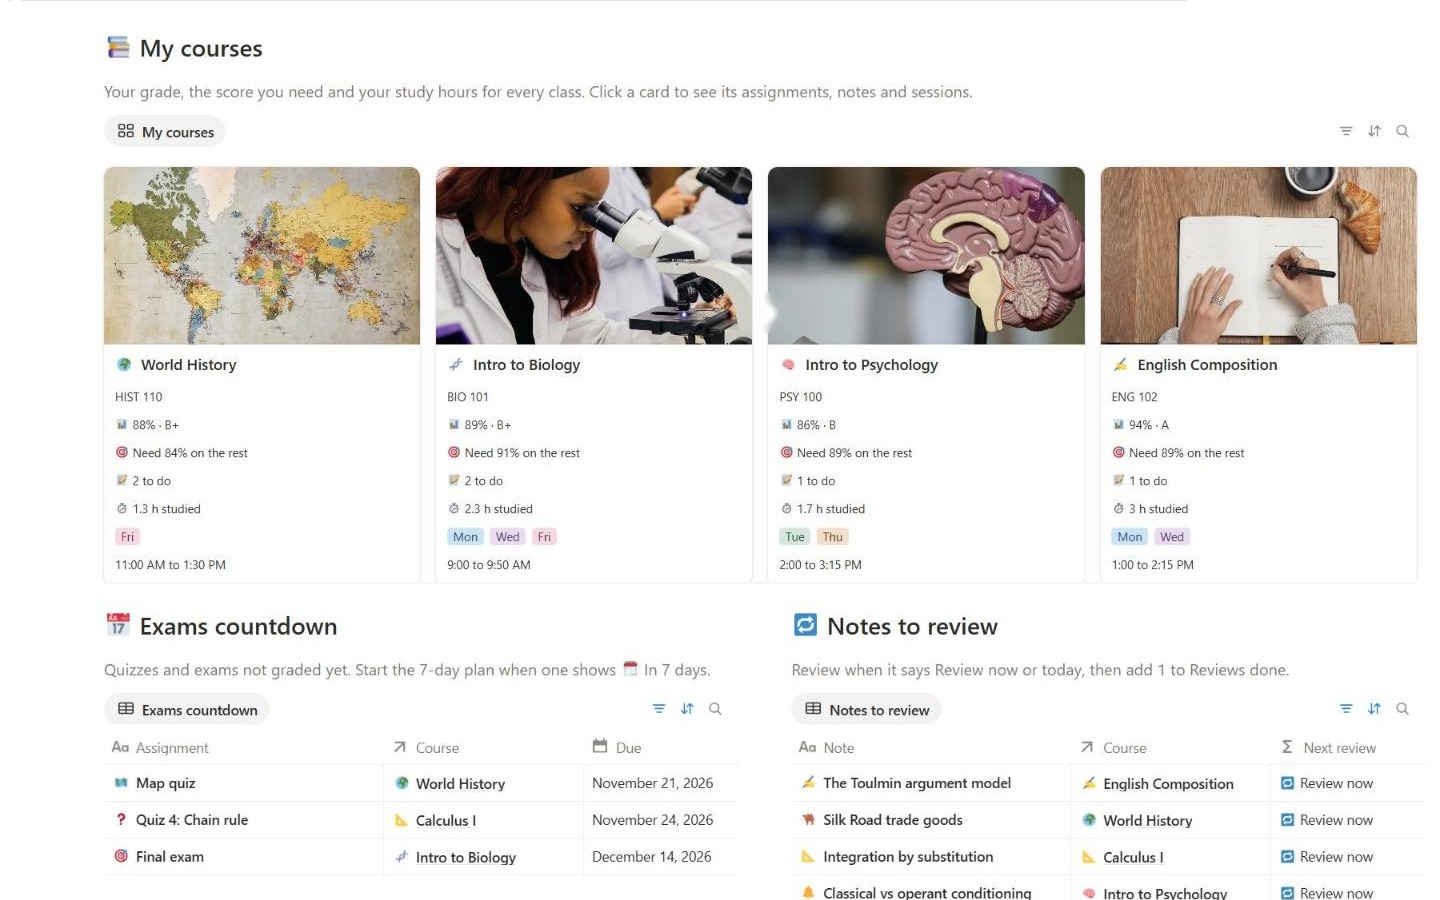 My courses
Your grade, the score you need and your study hours for every class. Click a card to see its assignments, notes and sessions.
My courses
World History
HIST 110
88% · B+
Need 84% on the rest
2 to do
1.3 h studied
Fri
11:00 AM to 1:30 PM
Intro to Biology
BIO 101
89% · B+
Need 91% on the rest
2 to do
2.3 h studied
Mon Wed Fri
9:00 to 9:50 AM
Intro to Psychology
PSY 100
86% · B
Need 89% on the rest
1 to do
1.7 h studied
Tue Thu
2:00 to 3:15 PM
English Composition
ENG 102
94% · A
Need 89% on the rest
1 to do
3 h studied
Mon Wed
1:00 to 2:15 PM
Exams countdown
Quizzes and exams not graded yet. Start the 7-day plan when one shows In 7 days.
Exams countdown
Aa Assignment Course Due
Map quiz World History November 21, 2026
Quiz 4: Chain rule Calculus I November 24, 2026
Final exam Intro to Biology December 14, 2026
Notes to review
Review when it says Review now or today, then add 1 to Reviews done.
Notes to review
Aa Note Course Σ Next review
The Toulmin argument model English Composition Review now
Silk Road trade goods World History Review now
Integration by substitution Calculus I Review now
Classical vs operant conditioning Intro to Psychology Review now